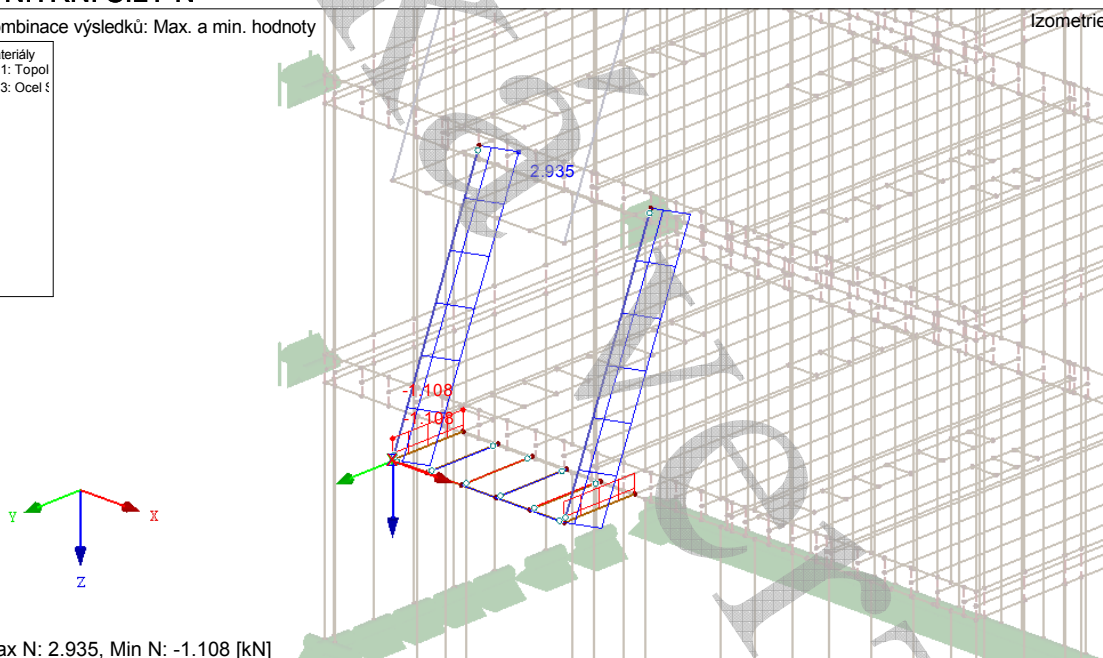 ombinace výsledků: Max. a min. hodnoty
Izometrie
teriály
1: Topol
3: Ocel S
2.935
-1.108
-1.108
Y
X
Z
ax N: 2.935, Min N: -1.108 [kN]